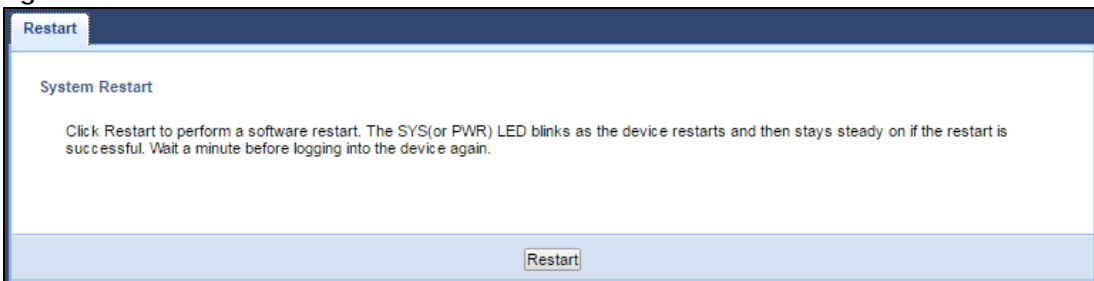 Restart
System Restart
Click Restart to perform a software restart. The SYS(or PWR) LED blinks as the device restarts and then stays steady on if the restart is
successful. Wait a minute before logging into the device again.
Restart